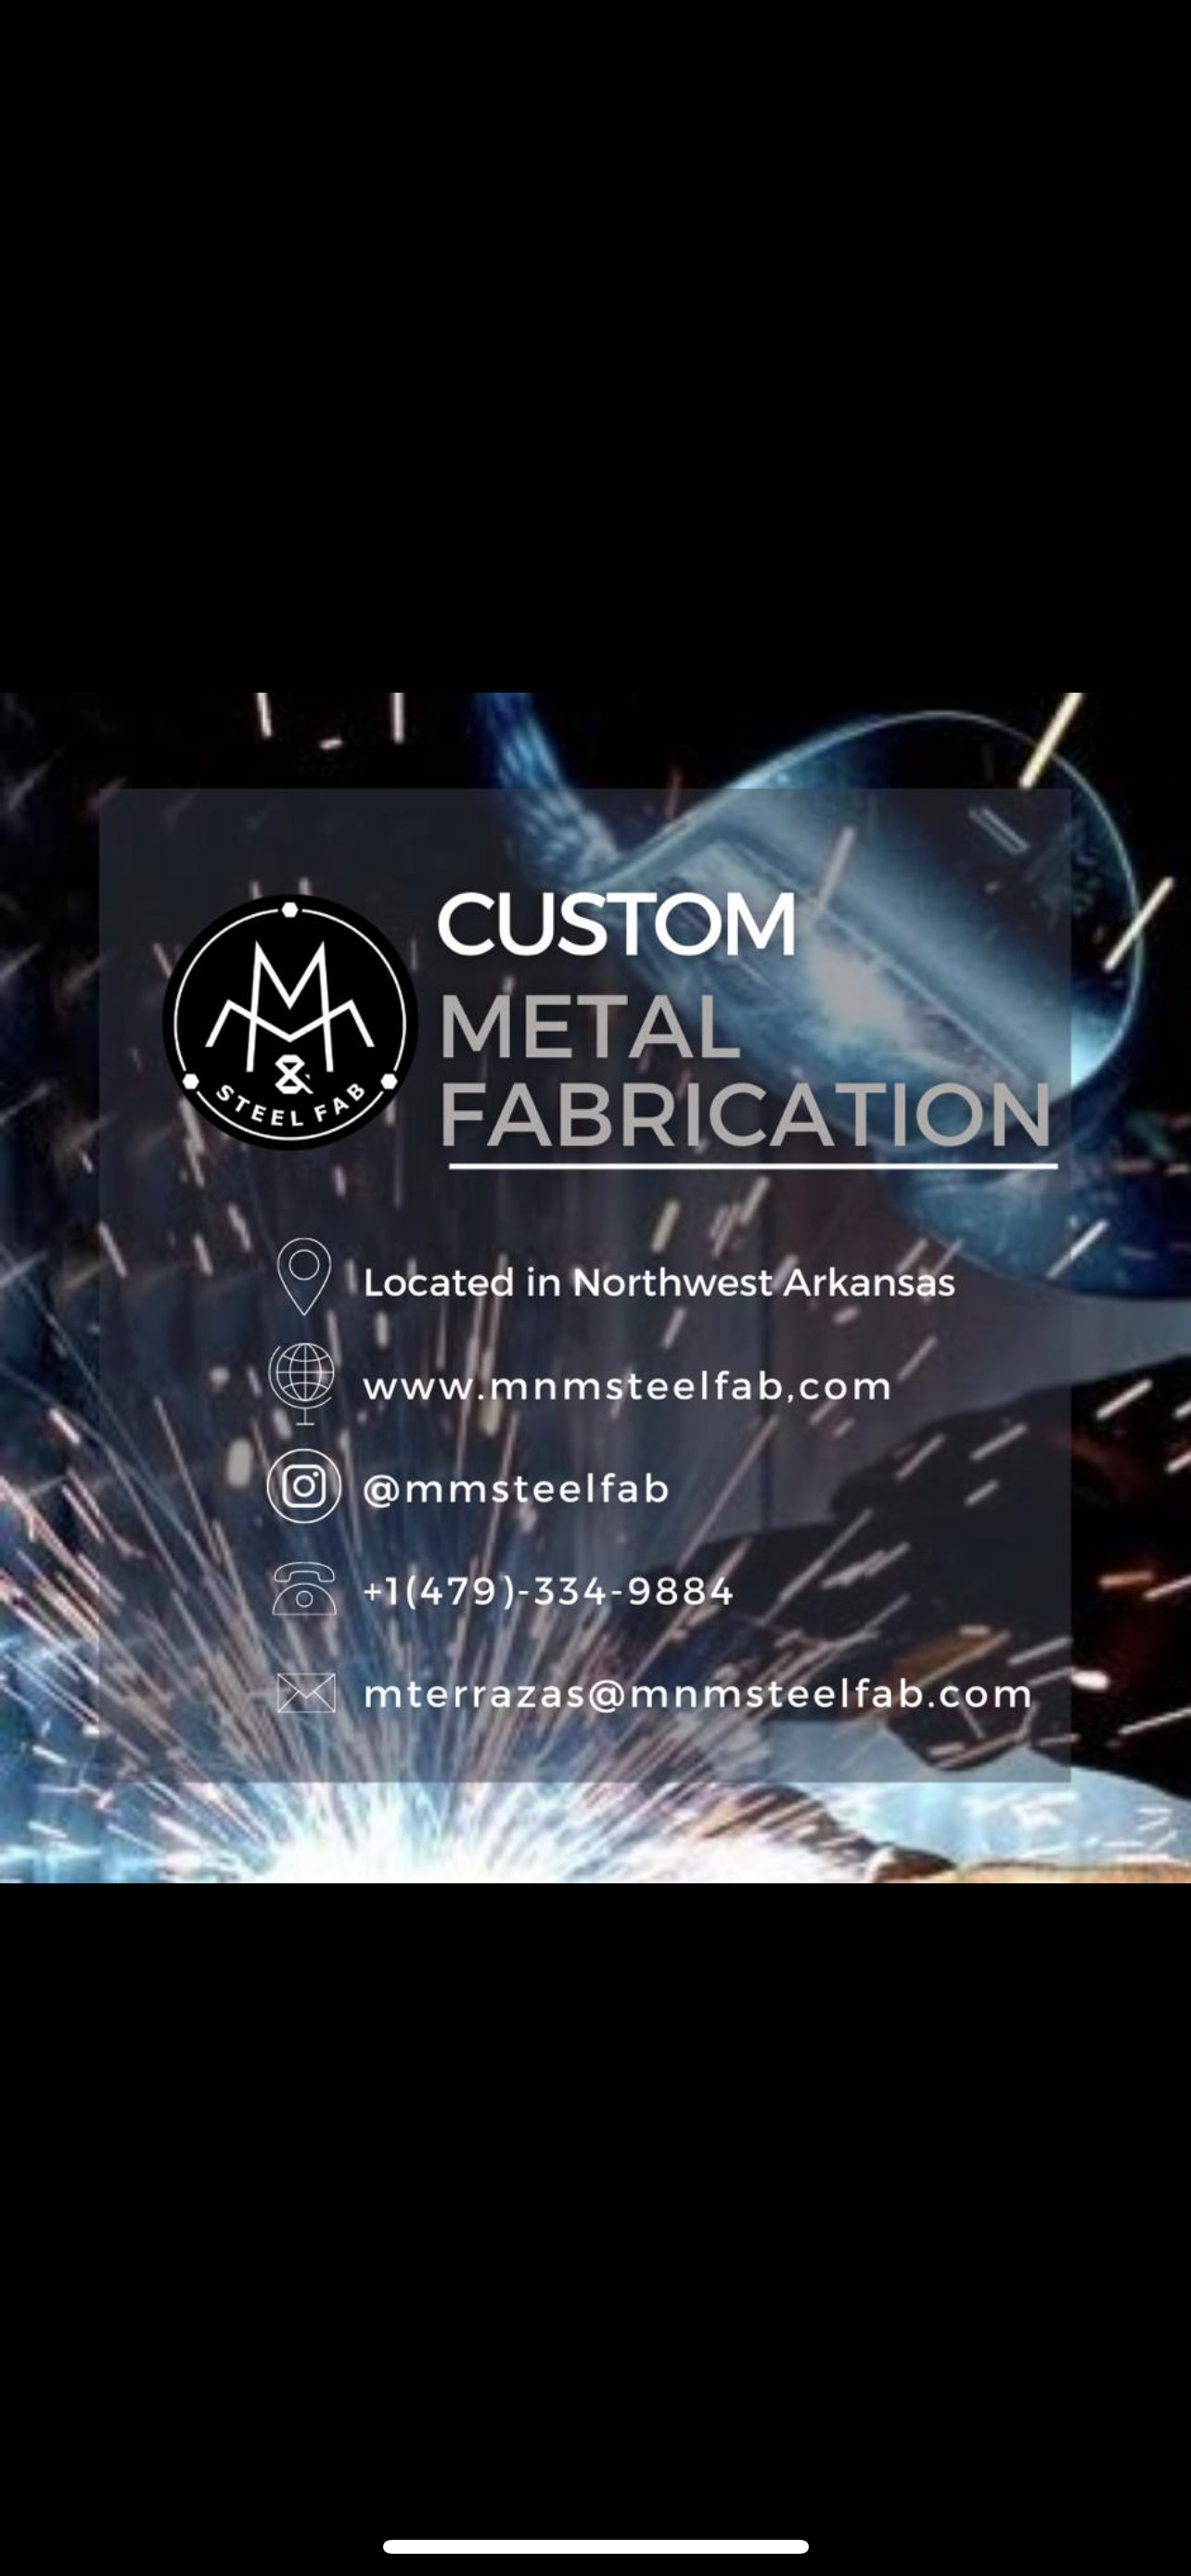 M
M
&
STEEL FAB
CUSTOM
METAL
FABRICATION
Located in Northwest Arkansas
www.mnmsteelfab,com
@mmsteelfab
+1(479)-334-9884
mterrazas@mnmsteelfab.com